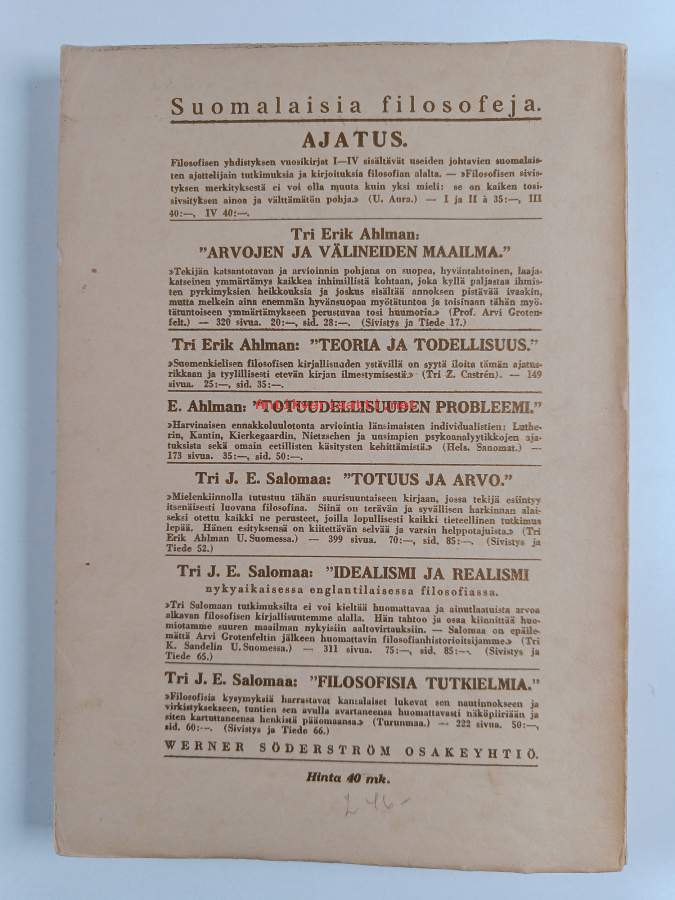 Suomalaisia filosofeja.
AJATUS.
Filosofisen yhdistyksen vuosikirjat I—IV sisältävät useiden johtavien suomalais-
ten ajattelijain tutkimuksia ja kirjoituksia filosofian alalta. — »Filosofisen sivis-
tyksen merkityksestä ei voi olla muuta kuin yksi mieli: se on kaiken tosi-
sivsityksen ainoa ja välttämätön pohja.» (U. Aura.) — I ja II à 35:—, III
40:—, IV 40:—.
Tri Erik Ahlman:
"ARVOJEN JA VÄLINEIDEN MAAILMA."
»Tekijän katsantotavan ja arvioinnin pohjana on suopea, hyväntahtoinen, laaja-
katseinen ymmärtämys kaikkea inhimillistä kohtaan, joka kyllä paljastaa ihmis-
ten pyrkimyksien heikkouksia ja joskus sisältää annoksen pistävää ivaakin,
mutta melkein aina enemmän hyvänsuopaa myötätuntoa ja toisinaan tähän myö-
tätuntoiseen ymmärtämykseen perustuvaa tosi huumoria.» (Prof. Arvi Groten-
felt.) — 320 sivua. 20:—, sid. 28:—. (Sivistys ja Tiede 17.)
Tri Erik Ahlman: "TEORIA JA TODELLISUUS."
»Suomenkielisen filosofisen kirjallisuuden ystävillä on syytä iloita tämän ajatus-
rikkaan ja tyylillisesti etevän kirjan ilmestymisestä.» (Tri Z. Castrén). — 149
sivua. 25:—, sid. 35:—.
E. Ahlman: "TOTUUDELLISUUDEN PROBLEEMI."
»Harvinaisen ennakkoluulotonta arviointia länsimaisten individualistien: Luthe-
rin, Kantin, Kierkegaardin, Nietzschen ja uusimpien psykoanalyytikkojen aja-
tuksista sekä omain eetillisten käsitysten kehittämistä.» (Hels. Sanomat.) —
173 sivua. 35:—, sid. 50:—.
Tri J. E. Salomaa: "TOTUUS JA ARVO."
»Mielenkiinnolla tutustuu tähän suurisuuntaiseen kirjaan, jossa tekijä esiintyy
itsenäisesti luovana filosofina. Siinä on terävän ja syvällisen harkinnan alai-
seksi otettu kaikki ne perusteet, joilla lopullisesti kaikki tieteellinen tutkimus
lepää. Hänen esityksensä on kiitettävän selvää ja varsin helppotajuista.» (Tri
Erik Ahlman U. Suomessa.) — 399 sivua. 70:—, sid. 85:—. (Sivistys ja
Tiede 52.)
Tri J. E. Salomaa: "IDEALISMI JA REALISMI
nykyaikaisessa englantilaisessa filosofiassa.
»Tri Salomaan tutkimuksilta ei voi kieltää huomattavaa ja ainutlaatuista arvoa
alkavan filosofisen kirjallisuutemme alalla. Hän tahtoo ja osaa kiinnittää huo-
miotamme suuren maailman nykyisiin aaltovirtauksiin. — Salomaa on epäile-
mättä Arvi Grotenfeltin jälkeen huomattavin filosofianhistorioitsijamme.» (Tri
K. Sandelin U. Suomessa.) — 311 sivua. 75:—, sid. 85:—. (Sivistys ja
Tiede 65.)
Tri J. E. Salomaa: "FILOSOFISIA TUTKIELMIA."
»Filosofisia kysymyksiä harrastavat kansalaiset lukevat sen nautinnokseen ja
virkistyksekseen, tuntien sen avulla avartaneensa huomattavasti näköpiiriään ja
siten kartuttaneensa henkistä pääomaansa.» (Turunmaa.) — 222 sivua. 50:—,
sid. 60:—. (Sivistys ja Tiede 66.)
WERNER SÖDERSTRÖM OSAKEYHTIÖ.
Hinta 40 mk.